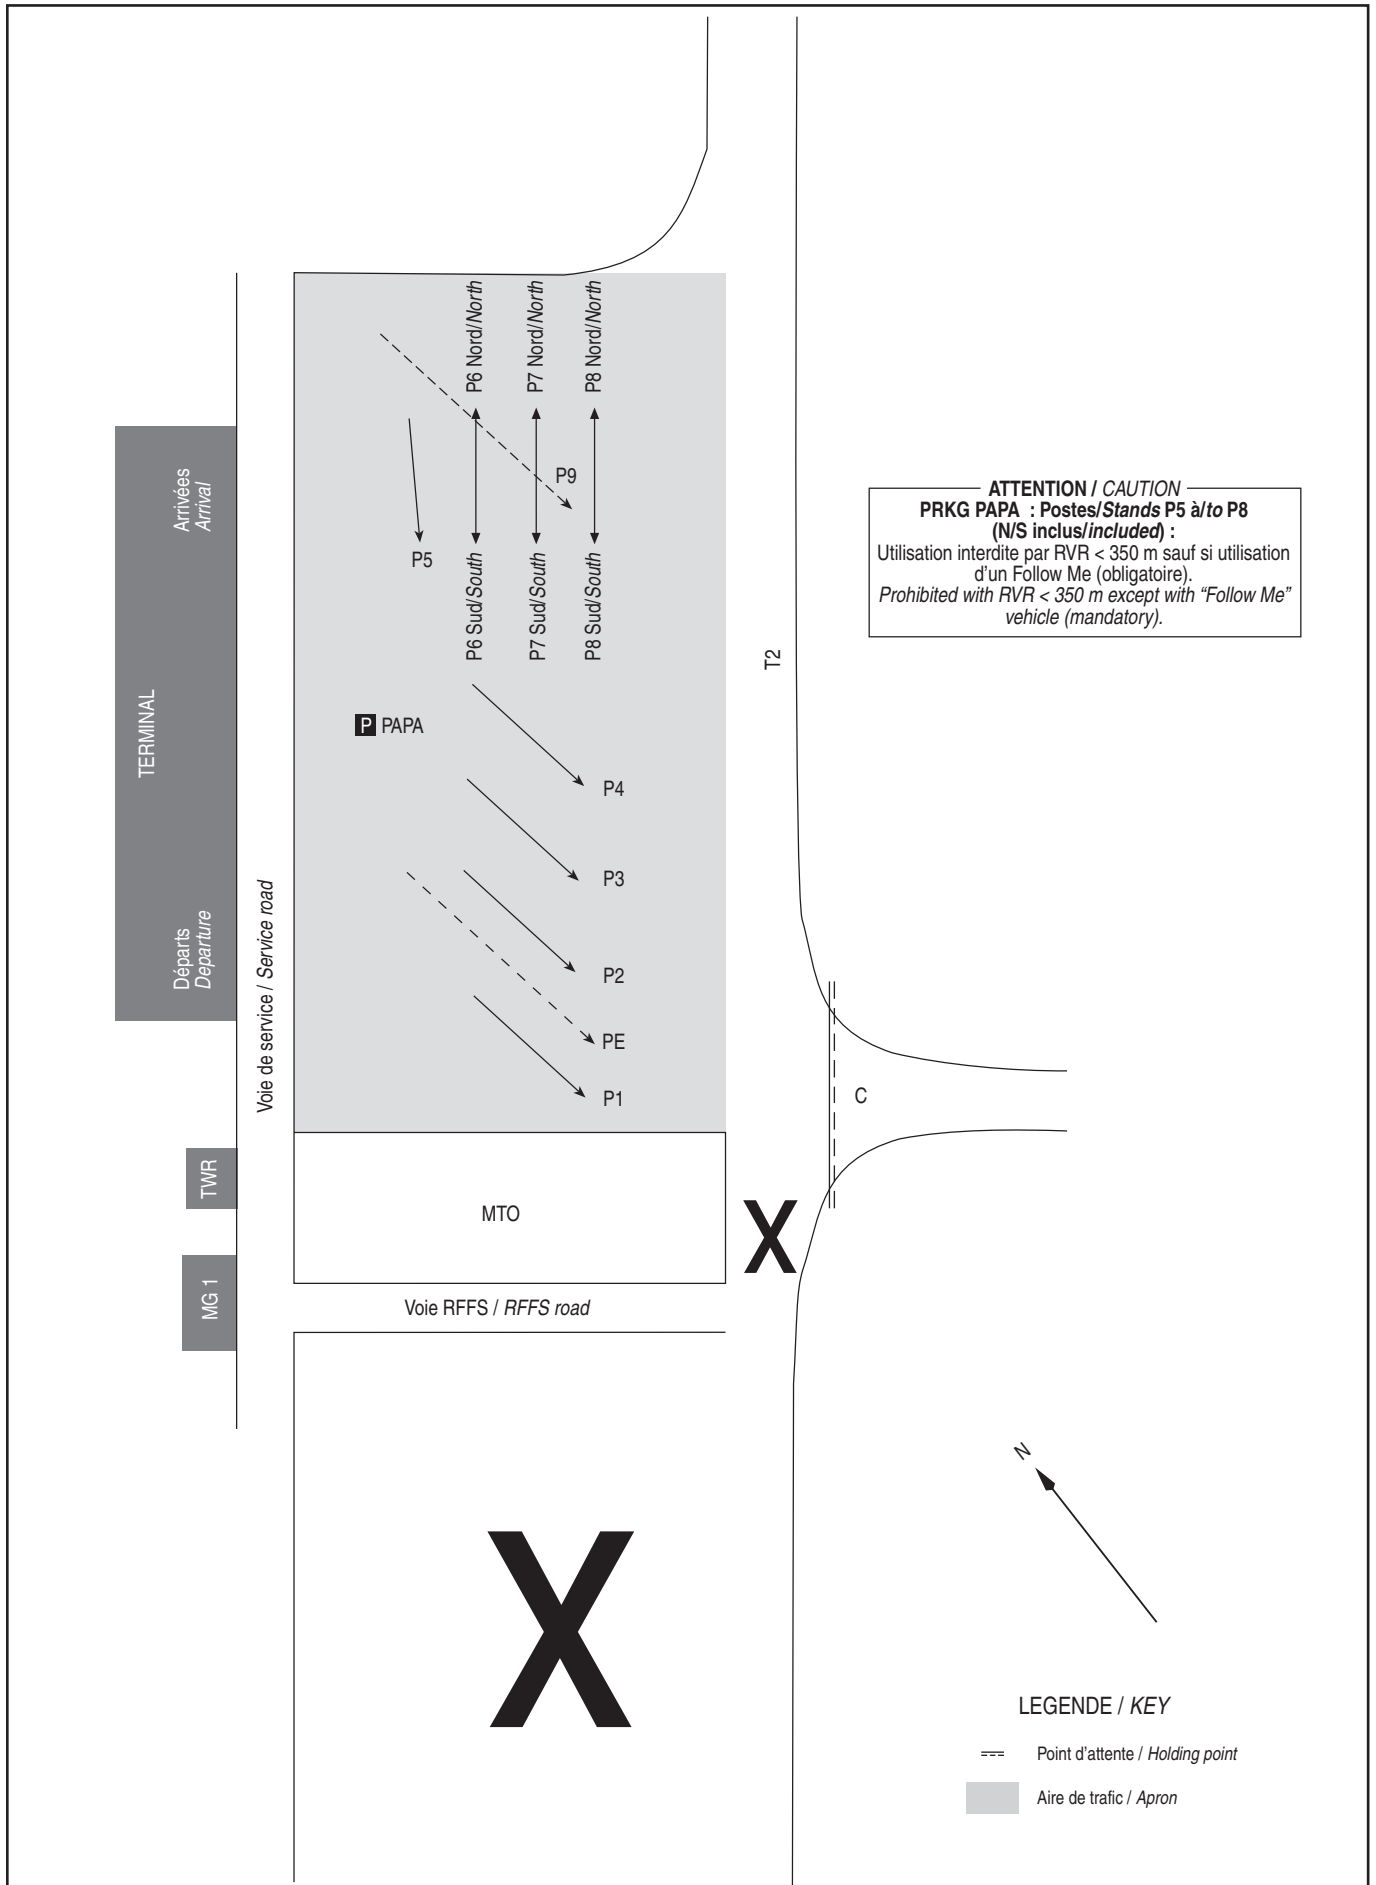 P6 Nord/North
P7 Nord/North
P8 Nord/North
P9
P5
P6 Sud/South
P7 Sud/South
P8 Sud/South
Arrivées
Arrival
TERMINAL
Départs
Departure
ATTENTION / CAUTION
PRKG PAPA : Postes/Stands P5 à/to P8
(N/S inclus/included) :
Utilisation interdite par RVR < 350 m sauf si utilisation
d'un Follow Me (obligatoire).
Prohibited with RVR < 350 m except with “Follow Me”
vehicle (mandatory).
T2
P PAPA
P4
P3
P2
PE
P1
Voie de service / Service road
C
TWR
MTO
X
MG 1
Voie RFFS / RFFS road
X
N
LEGENDE / KEY
Point d'attente / Holding point
Aire de trafic / Apron